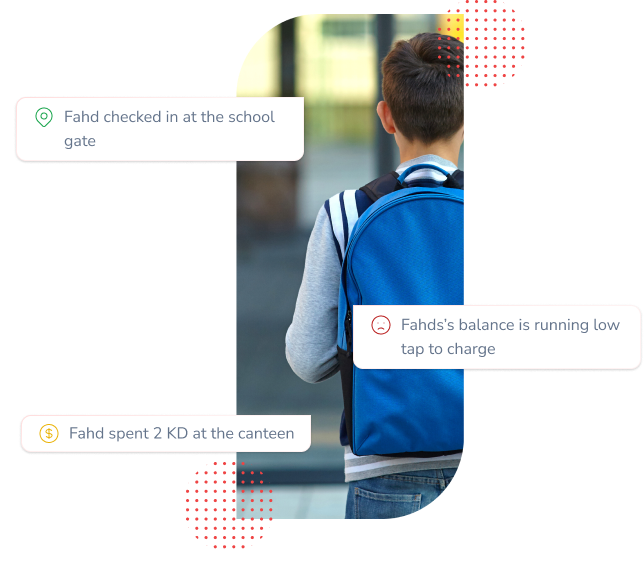 Fahd checked in at the school
gate
Fahds's balance is running low
tap to charge
Fahd spent 2 KD at the canteen